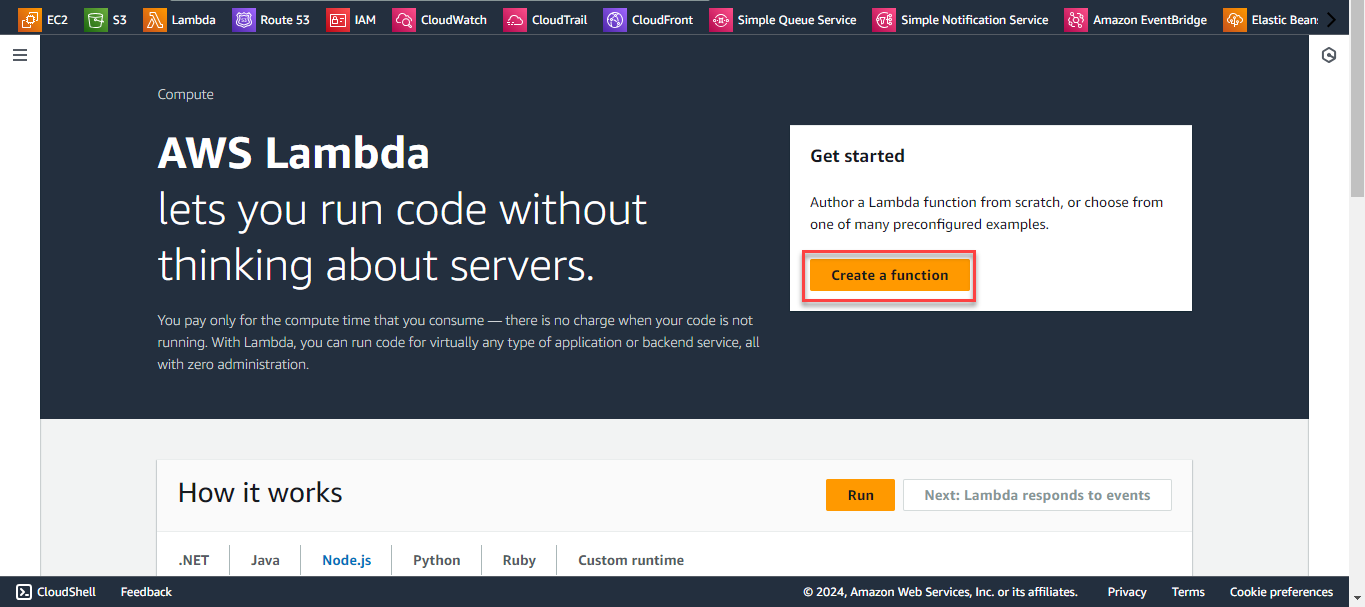 EC2 S3 Lambda Route 53 IAM CloudWatch CloudTrail CloudFront Simple Queue Service Simple Notification Service Amazon EventBridge Elastic Bean
Compute
AWS Lambda
lets you run code without
thinking about servers.
You pay only for the compute time that you consume — there is no charge when your code is not
running. With Lambda, you can run code for virtually any type of application or backend service, all
with zero administration.
Get started
Author a Lambda function from scratch, or choose from
one of many preconfigured examples.
Create a function
How it works
Run Next: Lambda responds to events
.NET Java Node.js Python Ruby Custom runtime
CloudShell Feedback © 2024, Amazon Web Services, Inc. or its affiliates. Privacy Terms Cookie preferences